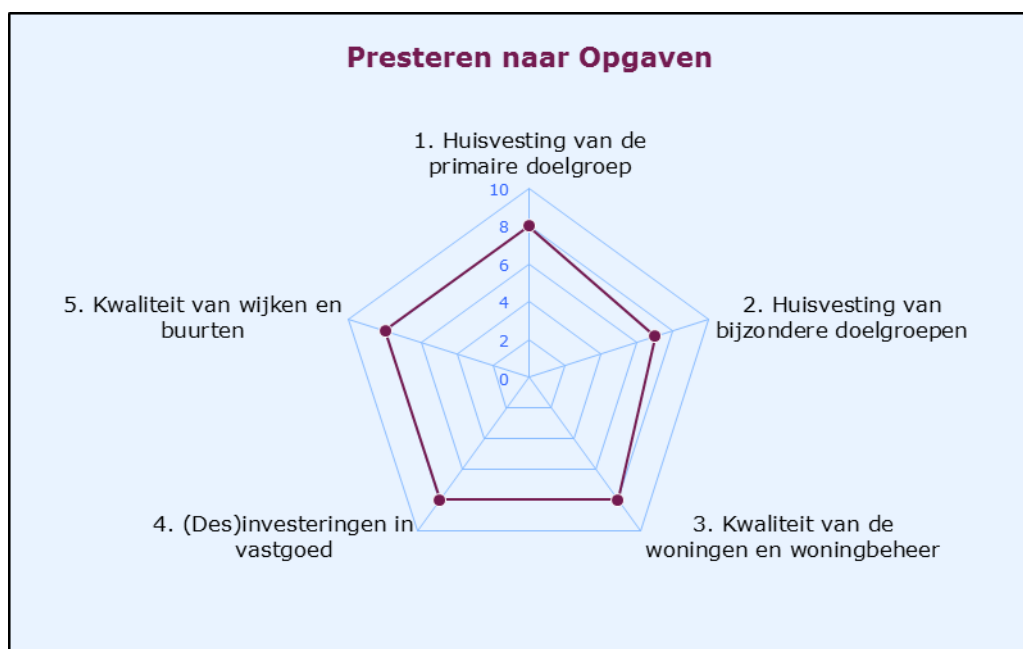 Presteren naar Opgaven
1. Huisvesting van de
primaire doelgroep
10
8
6
4
2
0
2. Huisvesting van
bijzondere doelgroepen
3. Kwaliteit van de
woningen en woningbeheer
4. (Des)investeringen in
vastgoed
5. Kwaliteit van wijken en
buurten